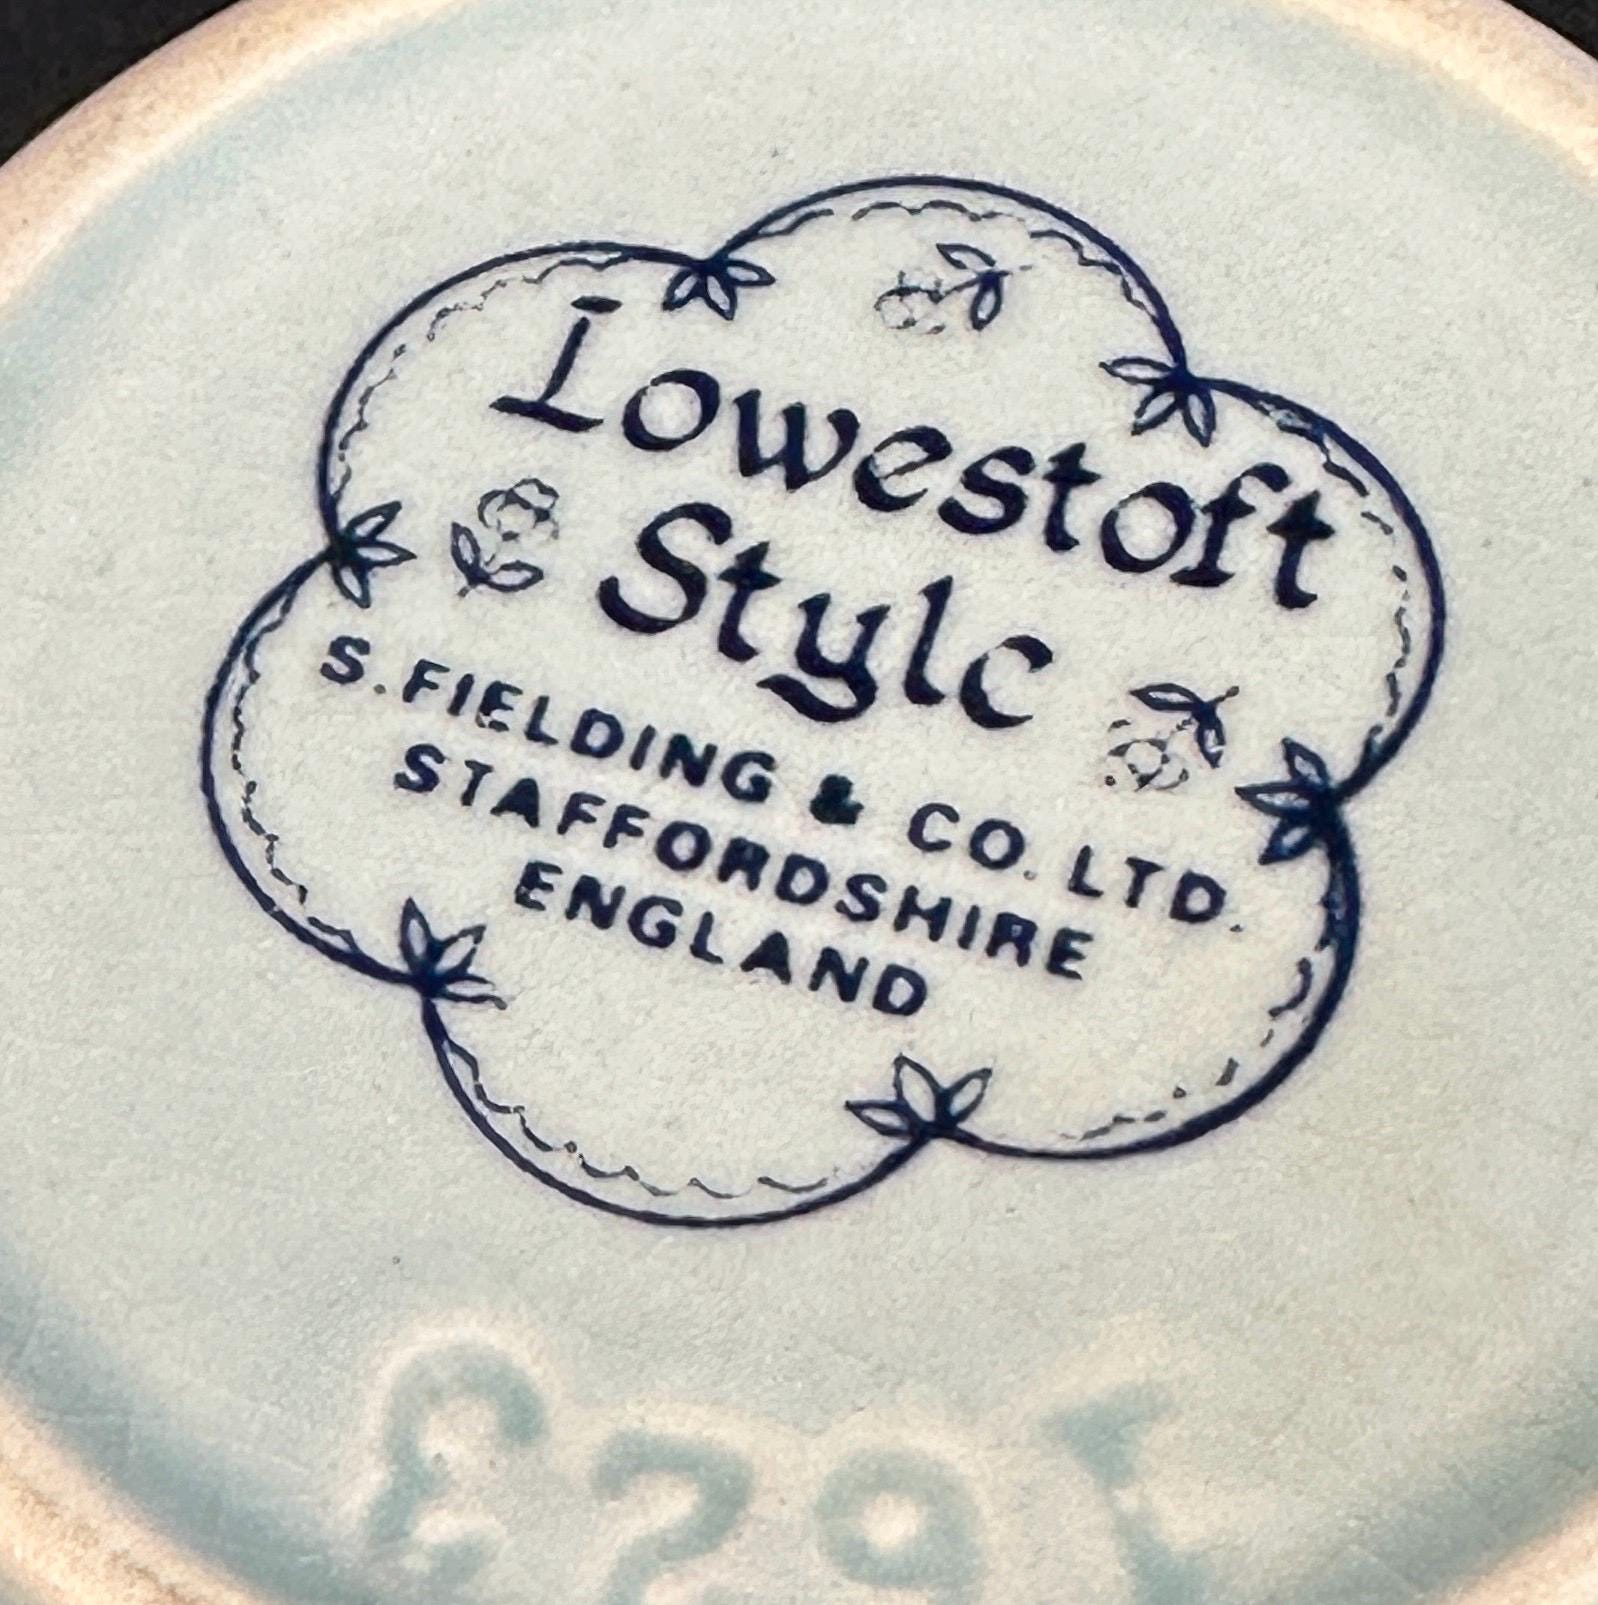 Lowestoft
Style
S. FIELDING & CO. LTD.
STAFFORDSHIRE
ENGLAND